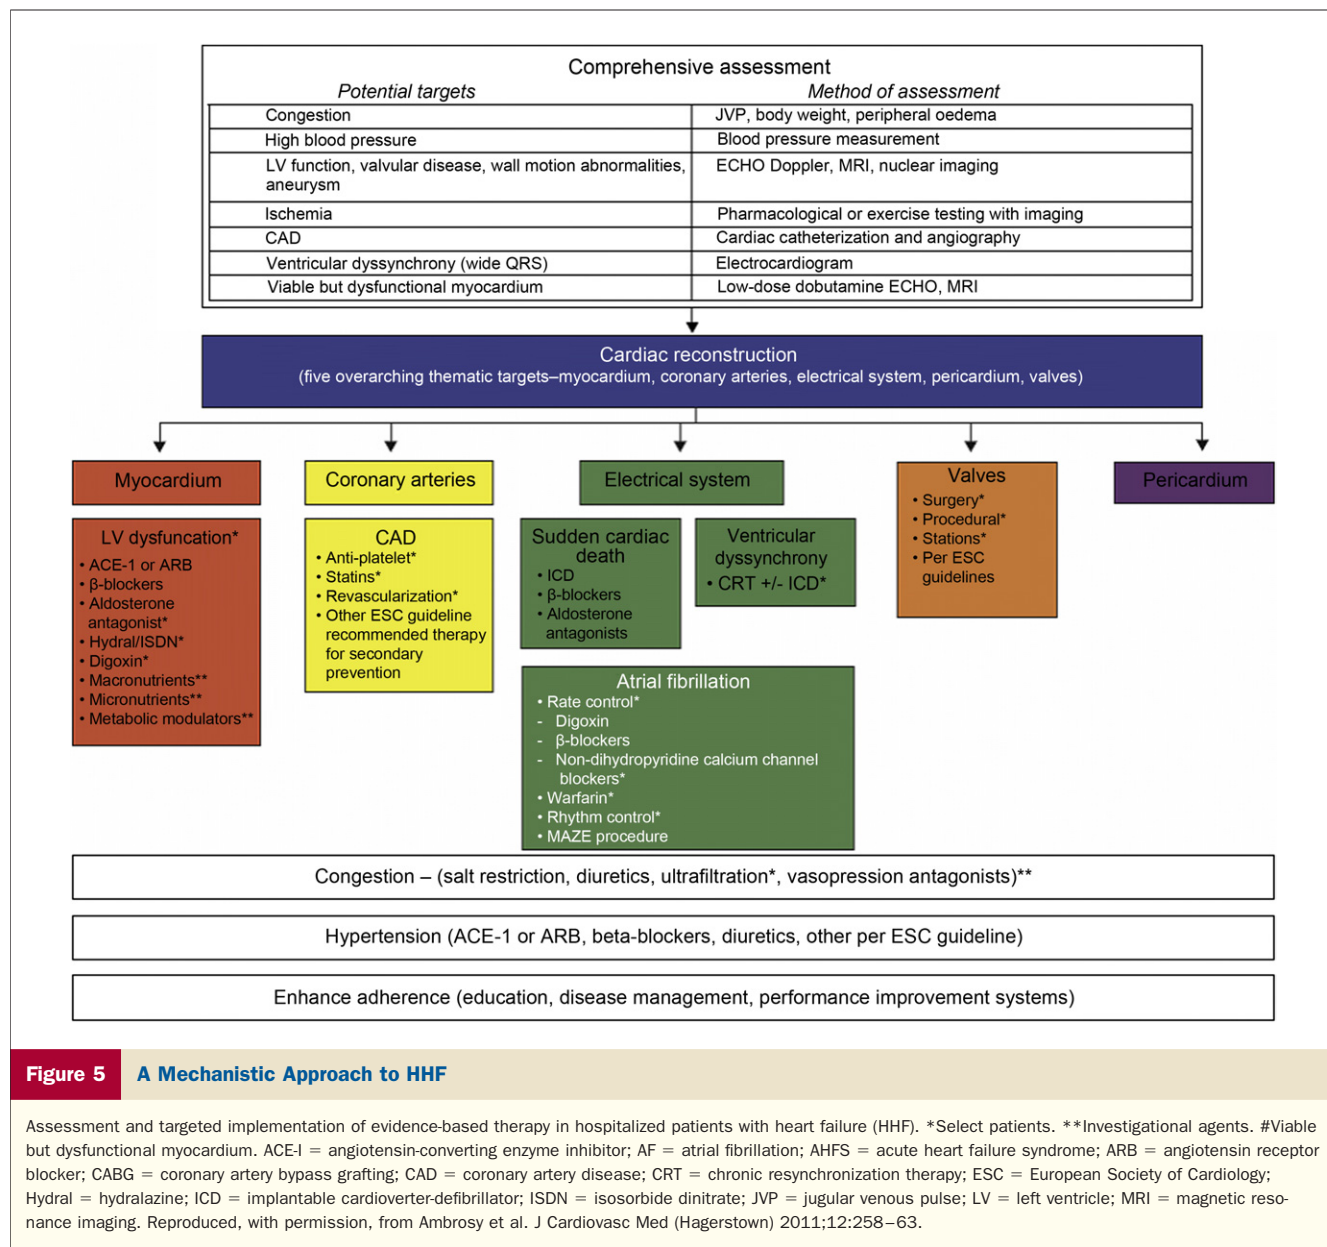 Comprehensive assessment
Potential targets Method of assessment
Congestion JVP, body weight, peripheral oedema
High blood pressure Blood pressure measurement
LV function, valvular disease, wall motion abnormalities, ECHO Doppler, MRI, nuclear imaging
aneurysm
Ischemia Pharmacological or exercise testing with imaging
CAD Cardiac catheterization and angiography
Ventricular dyssynchrony (wide QRS) Electrocardiogram
Viable but dysfunctional myocardium Low-dose dobutamine ECHO, MRI
Cardiac reconstruction
(five overarching thematic targets–myocardium, coronary arteries, electrical system, pericardium, valves)
Myocardium
LV dysfuncation*
• ACE-1 or ARB
• β-blockers
• Aldosterone
antagonist*
• Hydral/ISDN*
• Digoxin*
• Macronutrients**
• Micronutrients**
• Metabolic modulators**
Coronary arteries
CAD
• Anti-platelet*
• Statins*
• Revascularization*
• Other ESC guideline
recommended therapy
for secondary
prevention
Electrical system
Sudden cardiac
death
• ICD
• β-blockers
• Aldosterone
antagonists
Ventricular
dyssynchrony
• CRT +/- ICD*
Atrial fibrillation
• Rate control*
- Digoxin
- β-blockers
- Non-dihydropyridine calcium channel
blockers*
• Warfarin*
• Rhythm control*
• MAZE procedure
Valves
• Surgery*
• Procedural*
• Stations*
• Per ESC
guidelines
Pericardium
Congestion – (salt restriction, diuretics, ultrafiltration*, vasopression antagonists)**
Hypertension (ACE-1 or ARB, beta-blockers, diuretics, other per ESC guideline)
Enhance adherence (education, disease management, performance improvement systems)
Figure 5 A Mechanistic Approach to HHF
Assessment and targeted implementation of evidence-based therapy in hospitalized patients with heart failure (HHF). *Select patients. **Investigational agents. #Viable
but dysfunctional myocardium. ACE-I = angiotensin-converting enzyme inhibitor; AF = atrial fibrillation; AHFS = acute heart failure syndrome; ARB = angiotensin receptor
blocker; CABG = coronary artery bypass grafting; CAD = coronary artery disease; CRT = chronic resynchronization therapy; ESC = European Society of Cardiology;
Hydral = hydralazine; ICD = implantable cardioverter-defibrillator; ISDN = isosorbide dinitrate; JVP = jugular venous pulse; LV = left ventricle; MRI = magnetic reso-
nance imaging. Reproduced, with permission, from Ambrosy et al. J Cardiovasc Med (Hagerstown) 2011;12:258–63.